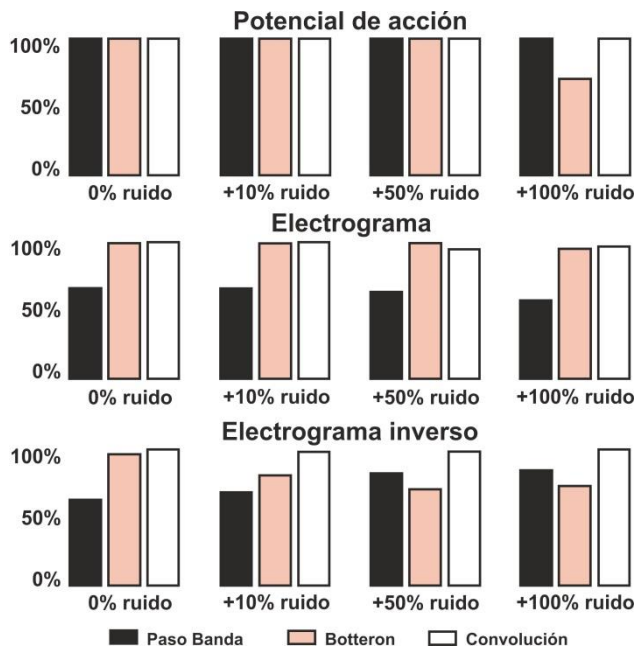 Potencial de acción
100%
50%
0%
0% ruido +10% ruido +50% ruido +100% ruido
Electrograma
100%
50%
0%
0% ruido +10% ruido +50% ruido +100% ruido
Electrograma inverso
100%
50%
0%
0% ruido +10% ruido +50% ruido +100% ruido
Paso Banda Botteron Convolución